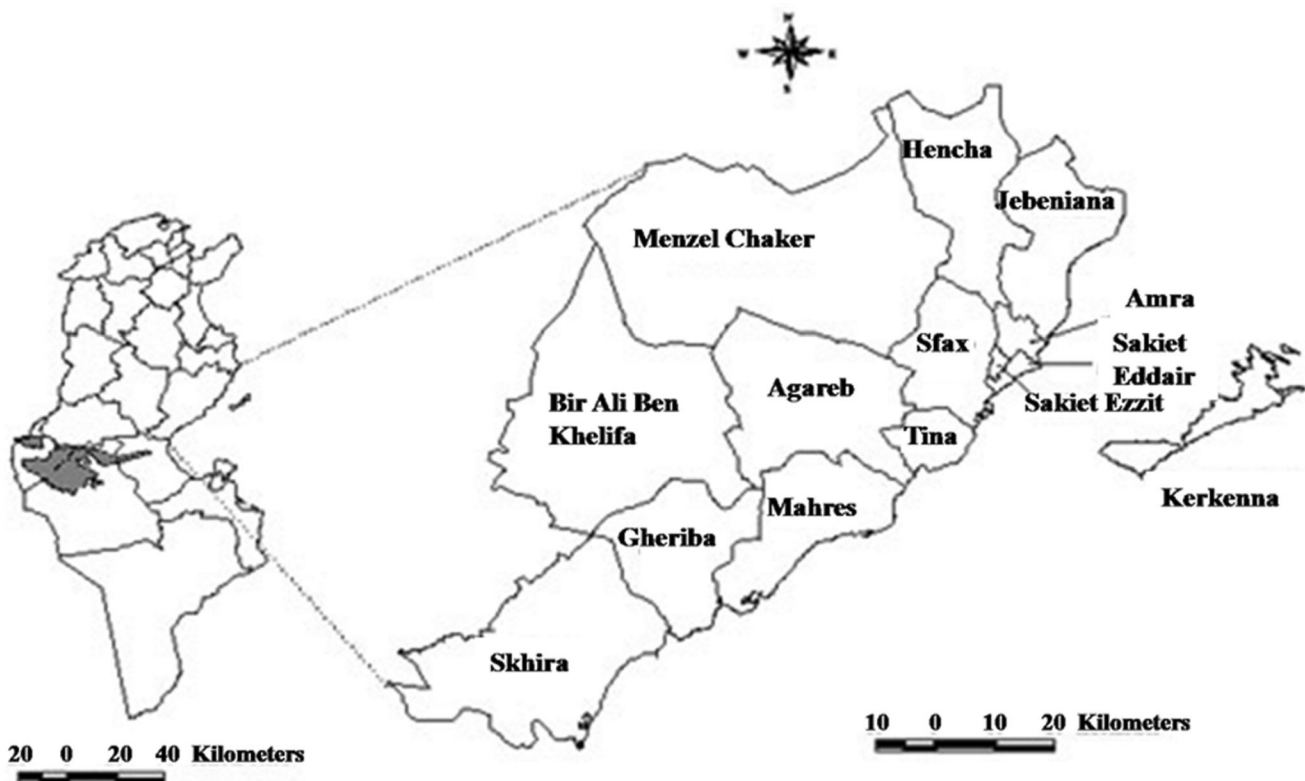 N
W
E
S
Hencha
Jebeniana
Menzel Chaker
Amra
Sfax
Sakiet
Eddair
Agareb
Sakiet Ezzit
Bir Ali Ben
Khelifa
Tina
Kerkenna
Mahres
Gheriba
Skhira
10 0 10 20 Kilometers
20 0 20 40 Kilometers